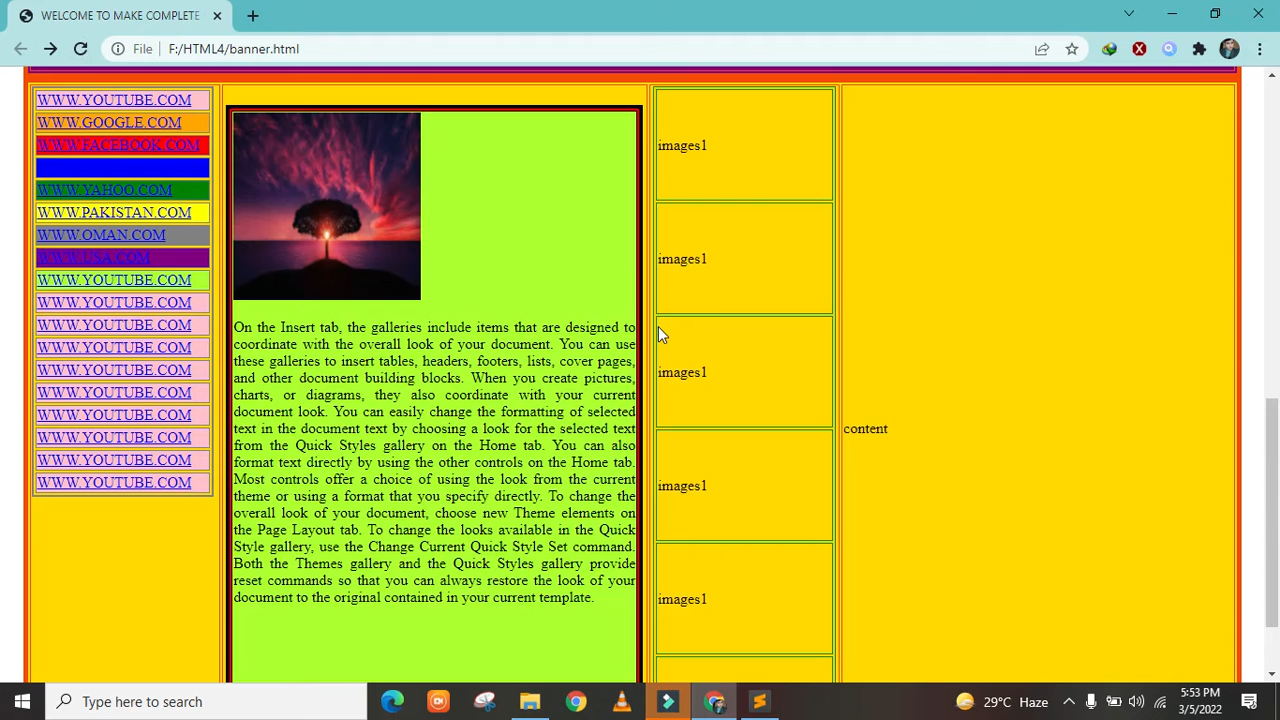 WELCOME TO MAKE COMPLETE
File F:/HTML4/banner.html
WWW.YOUTUBE.COM
WWW.GOOGLE.COM
WWW.FACEBOOK.COM
WWW.YAHOO.COM
WWW.PAKISTAN.COM
WWW.OMAN.COM
WWW.USA.COM
WWW.YOUTUBE.COM
WWW.YOUTUBE.COM
WWW.YOUTUBE.COM
WWW.YOUTUBE.COM
WWW.YOUTUBE.COM
WWW.YOUTUBE.COM
WWW.YOUTUBE.COM
WWW.YOUTUBE.COM
WWW.YOUTUBE.COM
WWW.YOUTUBE.COM
On the Insert tab, the galleries include items that are designed to
coordinate with the overall look of your document. You can use
these galleries to insert tables, headers, footers, lists, cover pages,
and other document building blocks. When you create pictures,
charts, or diagrams, they also coordinate with your current
document look. You can easily change the formatting of selected
text in the document text by choosing a look for the selected text
from the Quick Styles gallery on the Home tab. You can also
format text directly by using the other controls on the Home tab.
Most controls offer a choice of using the look from the current
theme or using a format that you specify directly. To change the
overall look of your document, choose new Theme elements on
the Page Layout tab. To change the looks available in the Quick
Style gallery, use the Change Current Quick Style Set command.
Both the Themes gallery and the Quick Styles gallery provide
reset commands so that you can always restore the look of your
document to the original contained in your current template.
images1
images1
images1
images1
images1
content
Type here to search
29°C Haze
5:53 PM
3/5/2022